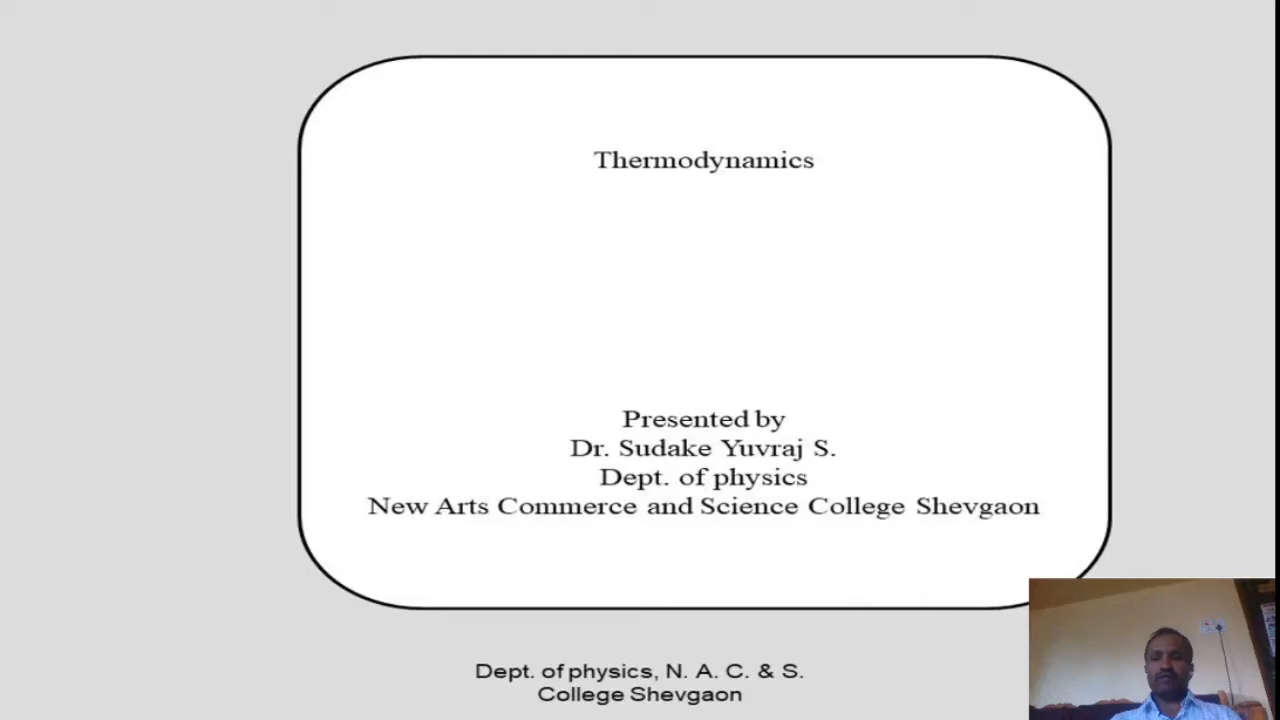 Thermodynamics
Presented by
Dr. Sudake Yuvraj S.
Dept. of physics
New Arts Commerce and Science College Shevgaon
Dept. of physics, N. A. C. & S.
College Shevgaon